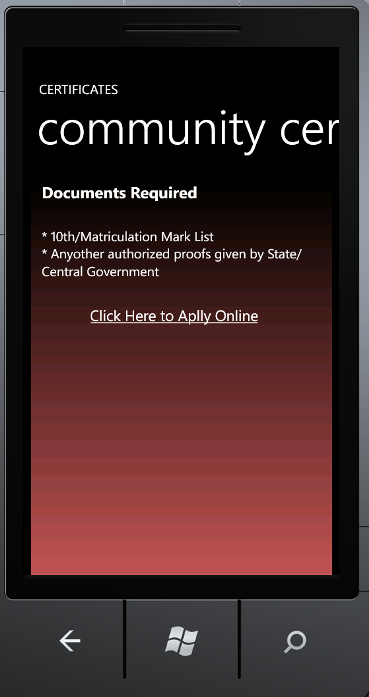 CERTIFICATES
community cer
Documents Required
* 10th/Matriculation Mark List
* Anyother authorized proofs given by State/
Central Government
Click Here to Aplly Online